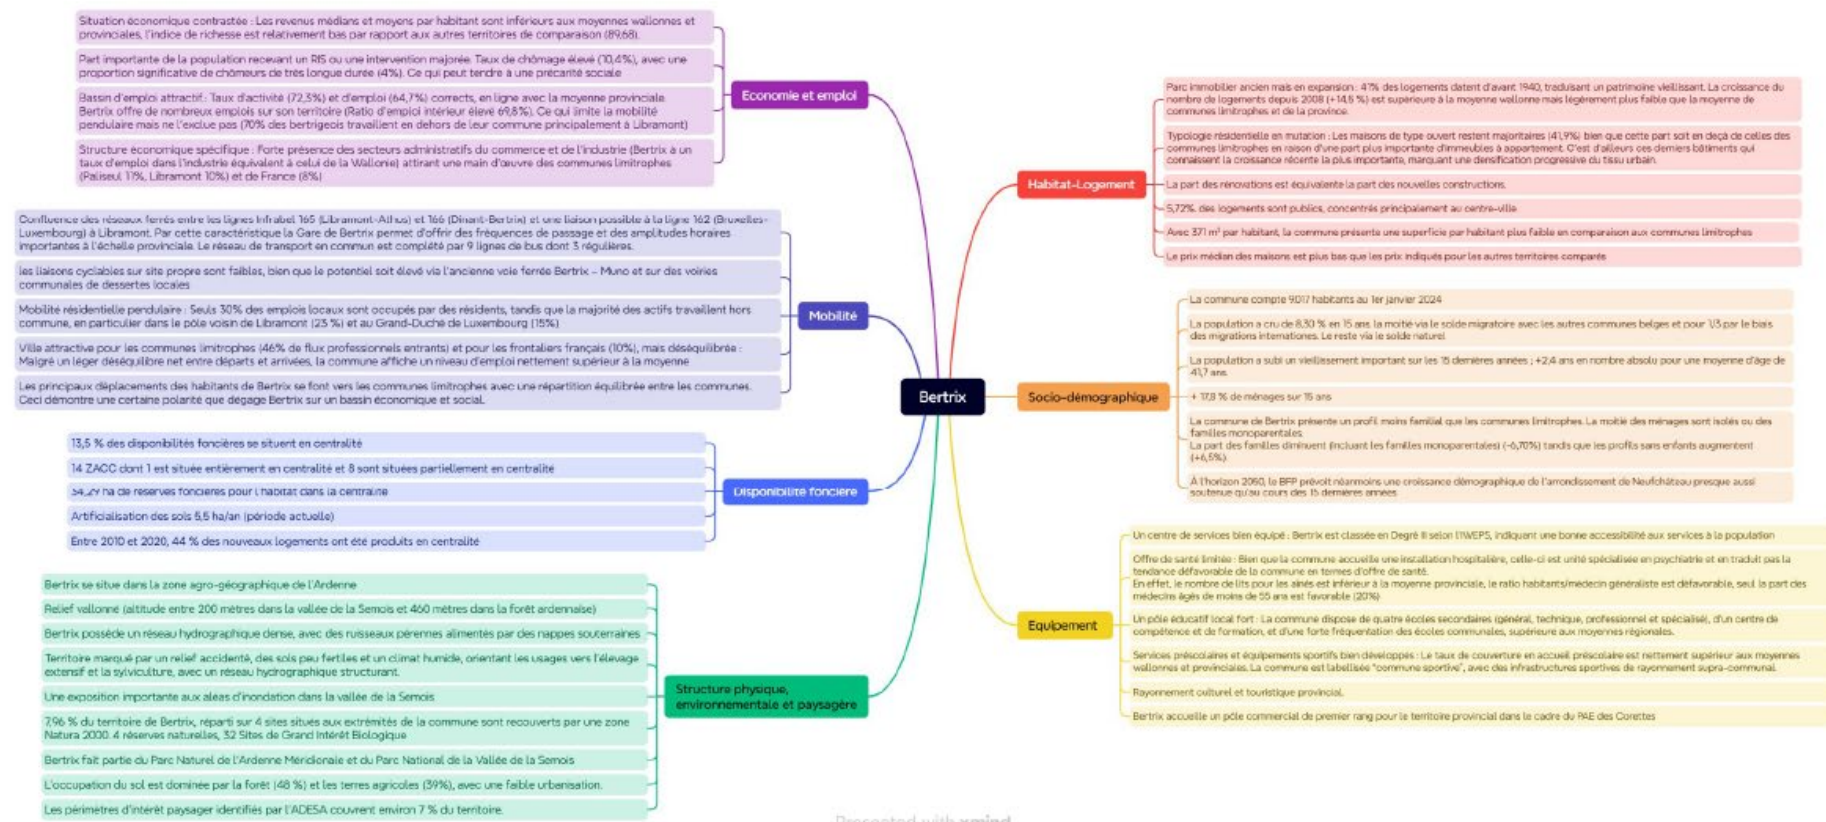 Situation économique contrastée : Les revenus médians et moyens par habitant sont inférieurs aux moyennes wallonnes et
provinciales, l'indice de richesse est relativement bas par rapport aux autres territoires de comparaison (89,68).
Part importante de la population recevant un RIS ou une intervention majorée. Taux de chômage élevé (10,4%), avec une
proportion significative de chômeurs de très longue durée (4%). Ce qui peut tendre à une précarité sociale
Bassin d'emploi attractif : Taux d'activité (72,3%) et d'emploi (64,7%) corrects, en ligne avec la moyenne provinciale.
Bertrix offre de nombreux emplois sur son territoire (Ratio d'emploi intérieur élevé 69,8%). Ce qui limite la mobilité
pendulaire mais ne l'exclue pas (70% des bertrigeois travaillent en dehors de leur commune principalement à Libramont)
Structure économique spécifique : Forte présence des secteurs administratifs du commerce et de l'industrie (Bertrix à un
taux d'emploi dans l'industrie équivalent à celui de la Wallonie) attirant une main d'œuvre des communes limitrophes
(Paliseul 11%, Libramont 10%) et de France (8%)
Economie et emploi
Confluence des réseaux ferrés entre les lignes Infrabel 165 (Libramont-Athus) et 166 (Dinant-Bertrix) et une liaison possible à la ligne 162 (Bruxelles-
Luxembourg) à Libramont. Par cette caractéristique la Gare de Bertrix permet d'offrir des fréquences de passage et des amplitudes horaires
importantes à l'échelle provinciale. Le réseau de transport en commun est complété par 9 lignes de bus dont 3 régulières.
les liaisons cyclables sur site propre sont faibles, bien que le potentiel soit élevé via l'ancienne voie ferrée Bertrix – Muno et sur des voiries
communales de dessertes locales
Mobilité résidentielle pendulaire : Seuls 30% des emplois locaux sont occupés par des résidents, tandis que la majorité des actifs travaillent hors
commune, en particulier dans le pôle voisin de Libramont (23 %) et au Grand-Duché de Luxembourg (15%)
Ville attractive pour les communes limitrophes (46% de flux professionnels entrants) et pour les frontaliers français (10%), mais déséquilibrée :
Malgré un léger déséquilibre net entre départs et arrivées, la commune affiche un niveau d'emploi nettement supérieur à la moyenne
Les principaux déplacements des habitants de Bertrix se font vers les communes limitrophes avec une répartition équilibrée entre les communes.
Ceci démontre une certaine polarité que dégage Bertrix sur un bassin économique et social.
Mobilité
13,5 % des disponibilités foncières se situent en centralité
14 ZACC dont 1 est située entièrement en centralité et 8 sont situées partiellement en centralité
54,29 ha de réserves foncières pour l'habitat dans la centralité
Artificialisation des sols 5,5 ha/an (période actuelle)
Entre 2010 et 2020, 44 % des nouveaux logements ont été produits en centralité
Disponibilité foncière
Bertrix se situe dans la zone agro-géographique de l'Ardenne
Relief vallonné (altitude entre 200 mètres dans la vallée de la Semois et 460 mètres dans la forêt ardennaise)
Bertrix possède un réseau hydrographique dense, avec des ruisseaux pérennes alimentés par des nappes souterraines
Territoire marqué par un relief accidenté, des sols peu fertiles et un climat humide, orientant les usages vers l'élevage
extensif et la sylviculture, avec un réseau hydrographique structurant.
Une exposition importante aux aléas d'inondation dans la vallée de la Semois
7,96 % du territoire de Bertrix, réparti sur 4 sites situés aux extrémités de la commune sont recouverts par une zone
Natura 2000. 4 réserves naturelles, 32 Sites de Grand Intérêt Biologique
Bertrix fait partie du Parc Naturel de l'Ardenne Méridionale et du Parc National de la Vallée de la Semois
L'occupation du sol est dominée par la forêt (48 %) et les terres agricoles (39%), avec une faible urbanisation.
Les périmètres d'intérêt paysager identifiés par l'ADESA couvrent environ 7 % du territoire.
Structure physique,
environnementale et paysagère
Bertrix
Habitat-Logement
Parc immobilier ancien mais en expansion : 41% des logements datent d'avant 1940, traduisant un patrimoine vieillissant. La croissance du
nombre de logements depuis 2008 (+14,5 %) est supérieure à la moyenne wallonne mais légèrement plus faible que la moyenne de
communes limitrophes et de la province.
Typologie résidentielle en mutation : Les maisons de type ouvert restent majoritaires (41,9%) bien que cette part soit en deçà de celles des
communes limitrophes en raison d'une part plus importante d'immeubles à appartement. C'est d'ailleurs ces derniers bâtiments qui
connaissent la croissance récente la plus importante, marquant une densification progressive du tissu urbain.
La part des rénovations est équivalente la part des nouvelles constructions.
5,72%. des logements sont publics, concentrés principalement au centre-ville.
Avec 371 m² par habitant, la commune présente une superficie par habitant plus faible en comparaison aux communes limitrophes
Le prix médian des maisons est plus bas que les prix indiqués pour les autres territoires comparés
Socio-démographique
La commune compte 9.017 habitants au 1er janvier 2024
La population a cru de 8,30 % en 15 ans, la moitié via le solde migratoire avec les autres communes belges et pour 1/3 par le biais
des migrations internationes. Le reste via le solde naturel
La population a subi un vieillissement important sur les 15 dernières années ; +2,4 ans en nombre absolu pour une moyenne d'âge de
41,7 ans.
+ 17,8 % de ménages sur 15 ans
La commune de Bertrix présente un profil moins familial que les communes limitrophes. La moitié des ménages sont isolés ou des
familles monoparentales.
La part des familles diminuent (incluant les familles monoparentales) (-6,70%) tandis que les profils sans enfants augmentent
(+6,5%).
À l'horizon 2050, le BFP prévoit néanmoins une croissance démographique de l'arrondissement de Neufchâteau presque aussi
soutenue qu'au cours des 15 dernières années
Equipement
Un centre de services bien équipé : Bertrix est classée en Degré III selon l'IWEPS, indiquant une bonne accessibilité aux services à la population
Offre de santé limitée : Bien que la commune accueille une installation hospitalière, celle-ci est unité spécialisée en psychiatrie et en traduit pas la
tendance défavorable de la commune en termes d'offre de santé.
En effet, le nombre de lits pour les aînés est inférieur à la moyenne provinciale, le ratio habitants/médecin généraliste est défavorable, seul la part des
médecins âgés de moins de 55 ans est favorable (20%)
Un pôle éducatif local fort : La commune dispose de quatre écoles secondaires (général, technique, professionnel et spécialisé), d'un centre de
compétence et de formation, et d'une forte fréquentation des écoles communales, supérieure aux moyennes régionales.
Services préscolaires et équipements sportifs bien développés : Le taux de couverture en accueil préscolaire est nettement supérieur aux moyennes
wallonnes et provinciales. La commune est labellisée "commune sportive", avec des infrastructures sportives de rayonnement supra-communal.
Rayonnement culturel et touristique provincial.
Bertrix accueille un pôle commercial de premier rang pour le territoire provincial dans le cadre du PAE des Corettes
Presented with xmind